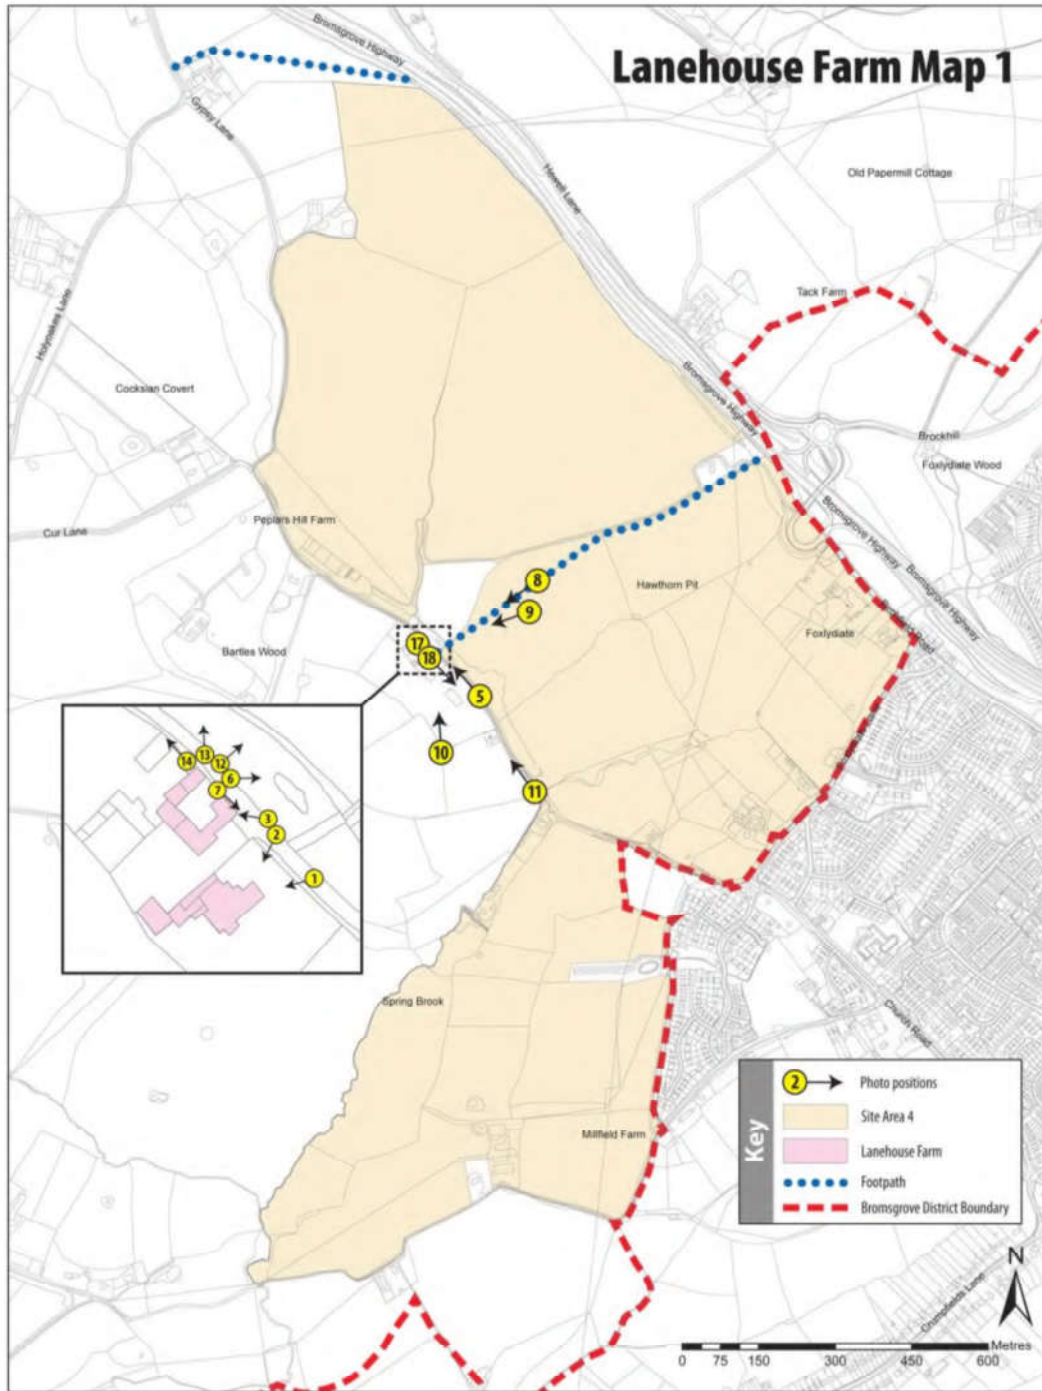 Lanehouse Farm Map 1
Bromsgrove Highway
Gypsy Lane
Hewell Lane
Old Papermill Cottage
Holyoakes Lane
Tack Farm
Cocksian Covert
Bromsgrove Highway
Brockhill
Foxlydiate Wood
Peplars Hill Farm
Cur Lane
Bromsgrove Highway
Bromsgrove Highway
8
Hawthorn Pit
9
Foxlydiate
Road
17
18
Bartles Wood
5
10
11
14
13
12
6
7
3
2
1
Spring Brook
Church Road
Millfield Farm
Crumpfields Lane
Key
2
Photo positions
Site Area 4
Lanehouse Farm
Footpath
Bromsgrove District Boundary
N
Metres
0 75 150 300 450 600